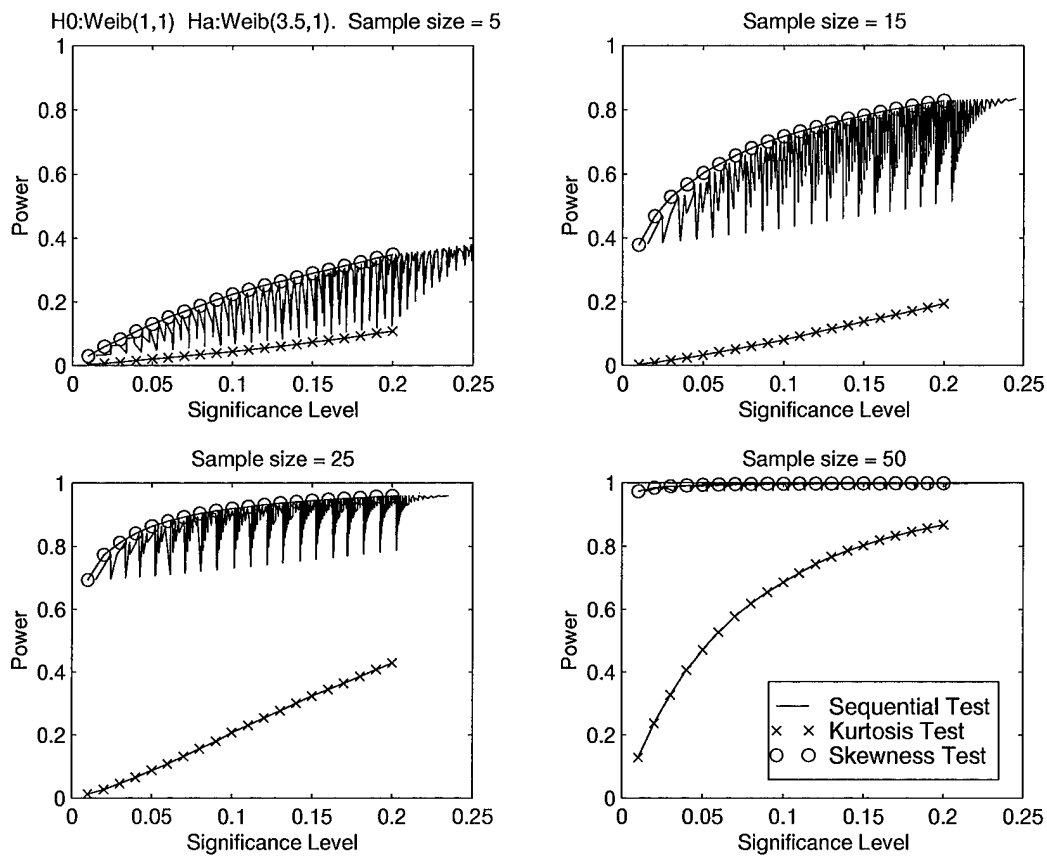 H0:Weib(1,1) Ha:Weib(3.5,1). Sample size = 5
1
0.8
0.6
0.4
0.2
0
Power
0 0.05 0.1 0.15 0.2 0.25
Significance Level
Sample size = 15
1
0.8
0.6
0.4
0.2
0
Power
0 0.05 0.1 0.15 0.2 0.25
Significance Level
Sample size = 25
1
0.8
0.6
0.4
0.2
0
Power
0 0.05 0.1 0.15 0.2 0.25
Significance Level
Sample size = 50
1
0.8
0.6
0.4
0.2
0
Power
Sequential Test
Kurtosis Test
Skewness Test
0 0.05 0.1 0.15 0.2 0.25
Significance Level